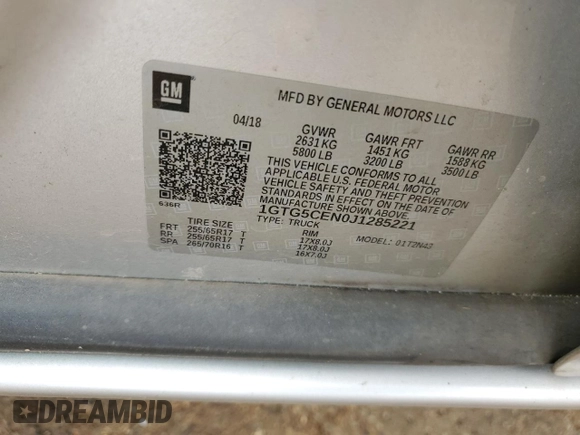 GM
MFD BY GENERAL MOTORS LLC
04/18
GVWR GAWR FRT GAWR RR
2631 KG 1451 KG 1588 KG
5800 LB 3200 LB 3500 LB
THIS VEHICLE CONFORMS TO ALL
APPLICABLE U.S. FEDERAL MOTOR
VEHICLE SAFETY AND THEFT PREVENTION
STANDARDS IN EFFECT ON THE DATE OF
MANUFACTURE SHOWN ABOVE.
1GTG5CEN0J1285221
TYPE: TRUCK MODEL: 01T2N43
636R
TIRE SIZE RIM
FRT 255/65R17 T 17X8.0J
RR 255/65R17 T 17X8.0J
SPA 265/70R16 T 16X7.0J
DREAMBID